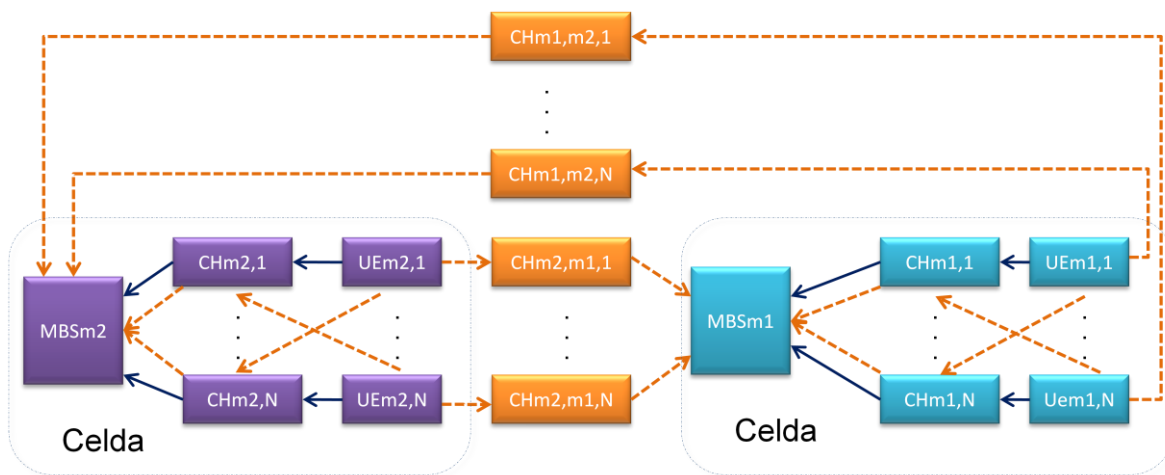 CHm1,m2,1
CHm1,m2,N
CHm2,1
UEm2,1
CHm2,m1,1
CHm1,1
UEm1,1
MBSm2
MBSm1
CHm2,N
UEm2,N
CHm2,m1,N
CHm1,N
Uem1,N
Celda
Celda